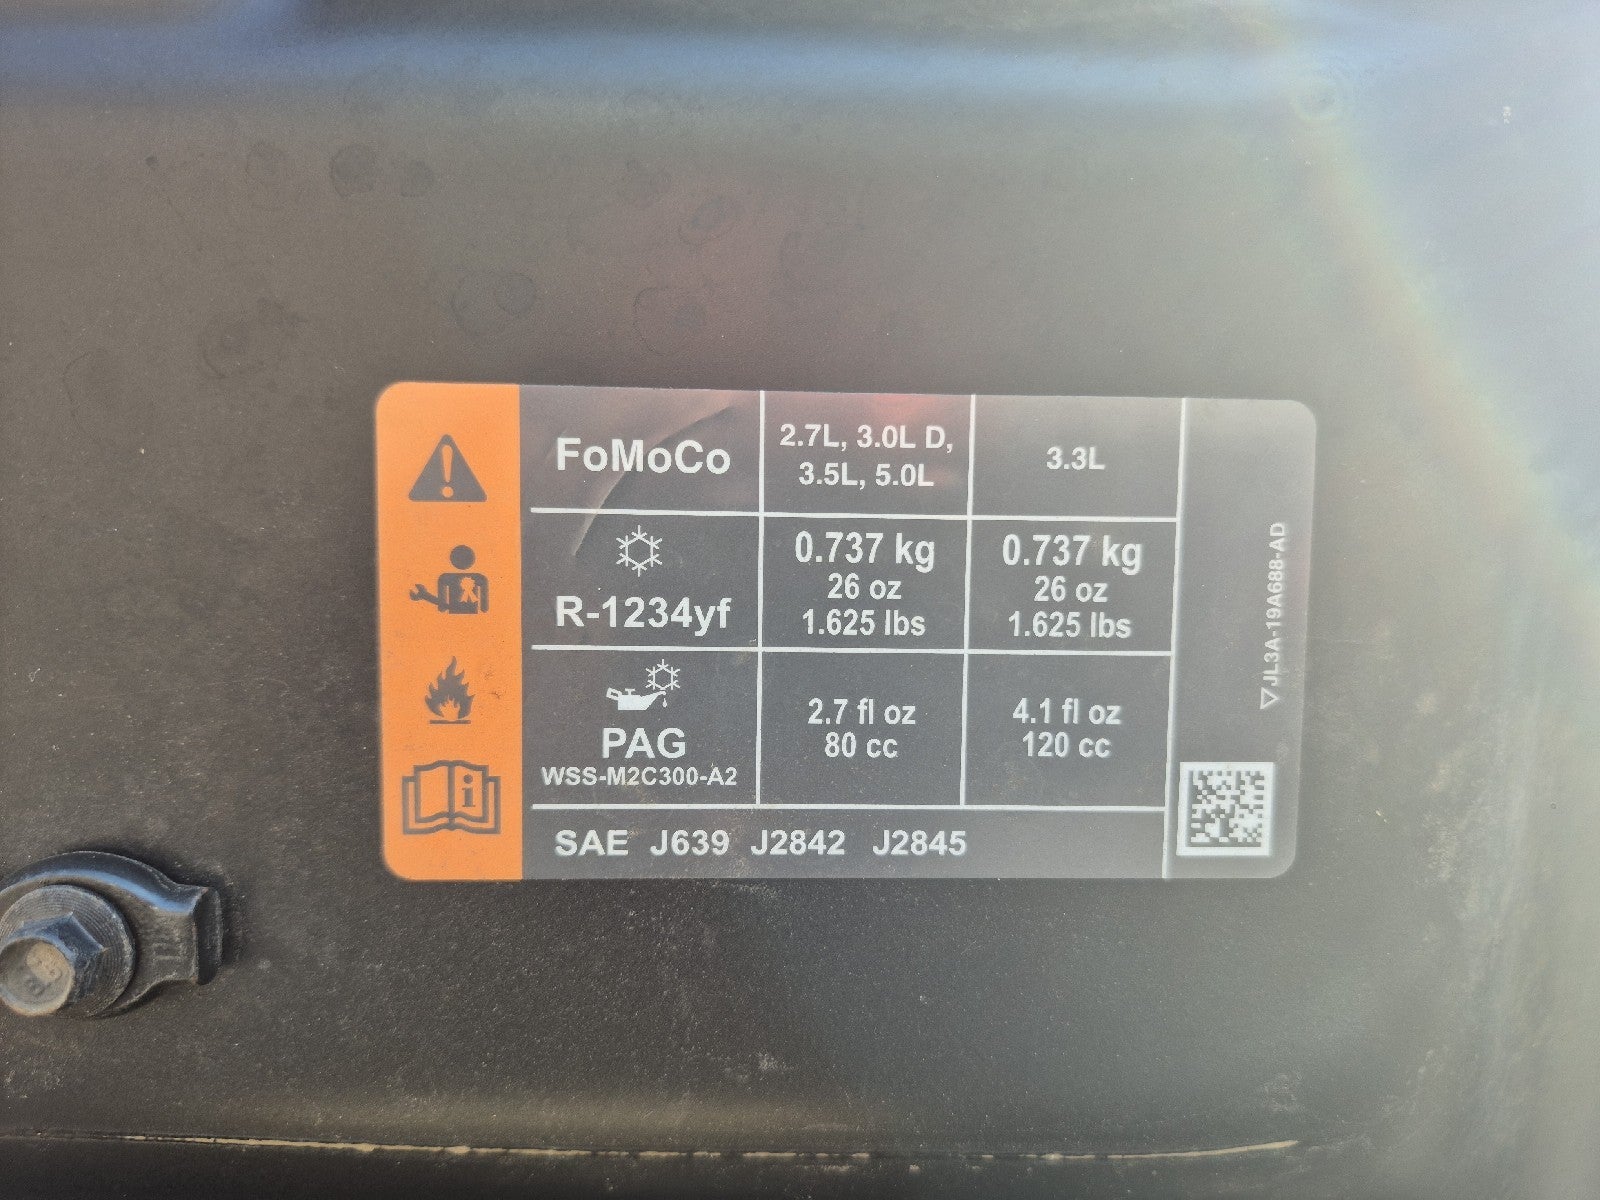 FoMoCo
2.7L, 3.0L D,
3.5L, 5.0L
3.3L
R-1234yf
0.737 kg
26 oz
1.625 lbs
0.737 kg
26 oz
1.625 lbs
PAG
WSS-M2C300-A2
2.7 fl oz
80 cc
4.1 fl oz
120 cc
SAE J639 J2842 J2845
JL3A-19A688-AD